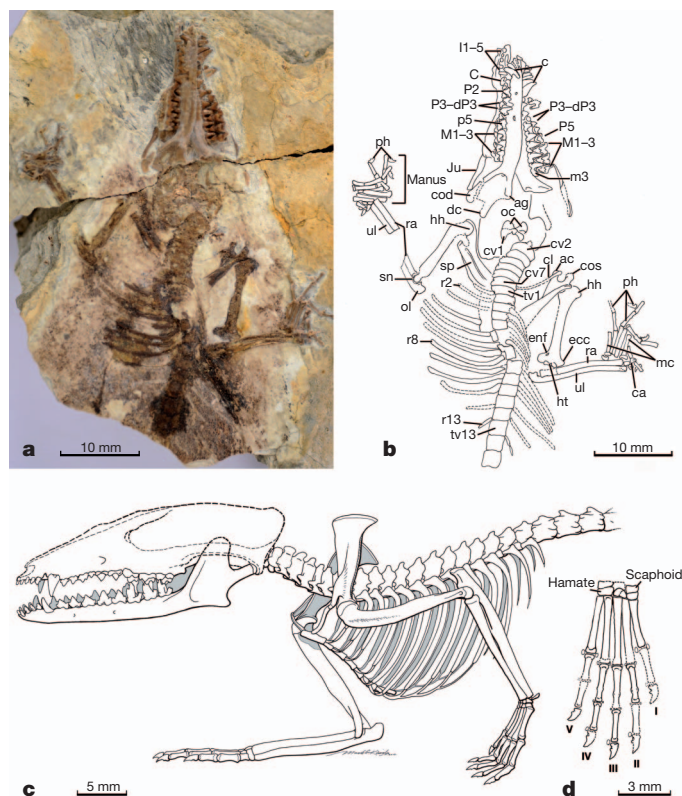 I1–5
c
C
P2
P3–dP3
P3–dP3
p5
P5
M1–3
M1–3
m3
ph
Manus
Ju
cod
ag
dc
oc
ul
ra
hh
cv1
cv2
sp
cl
ac
cv7
cos
sn
r2
tv1
hh
ph
ol
enf
ecc
r8
ra
mc
ul
ht
ca
r13
tv13
a
10 mm
b
10 mm
Hamate
Scaphoid
I
V
IV
III
II
c
5 mm
d
3 mm